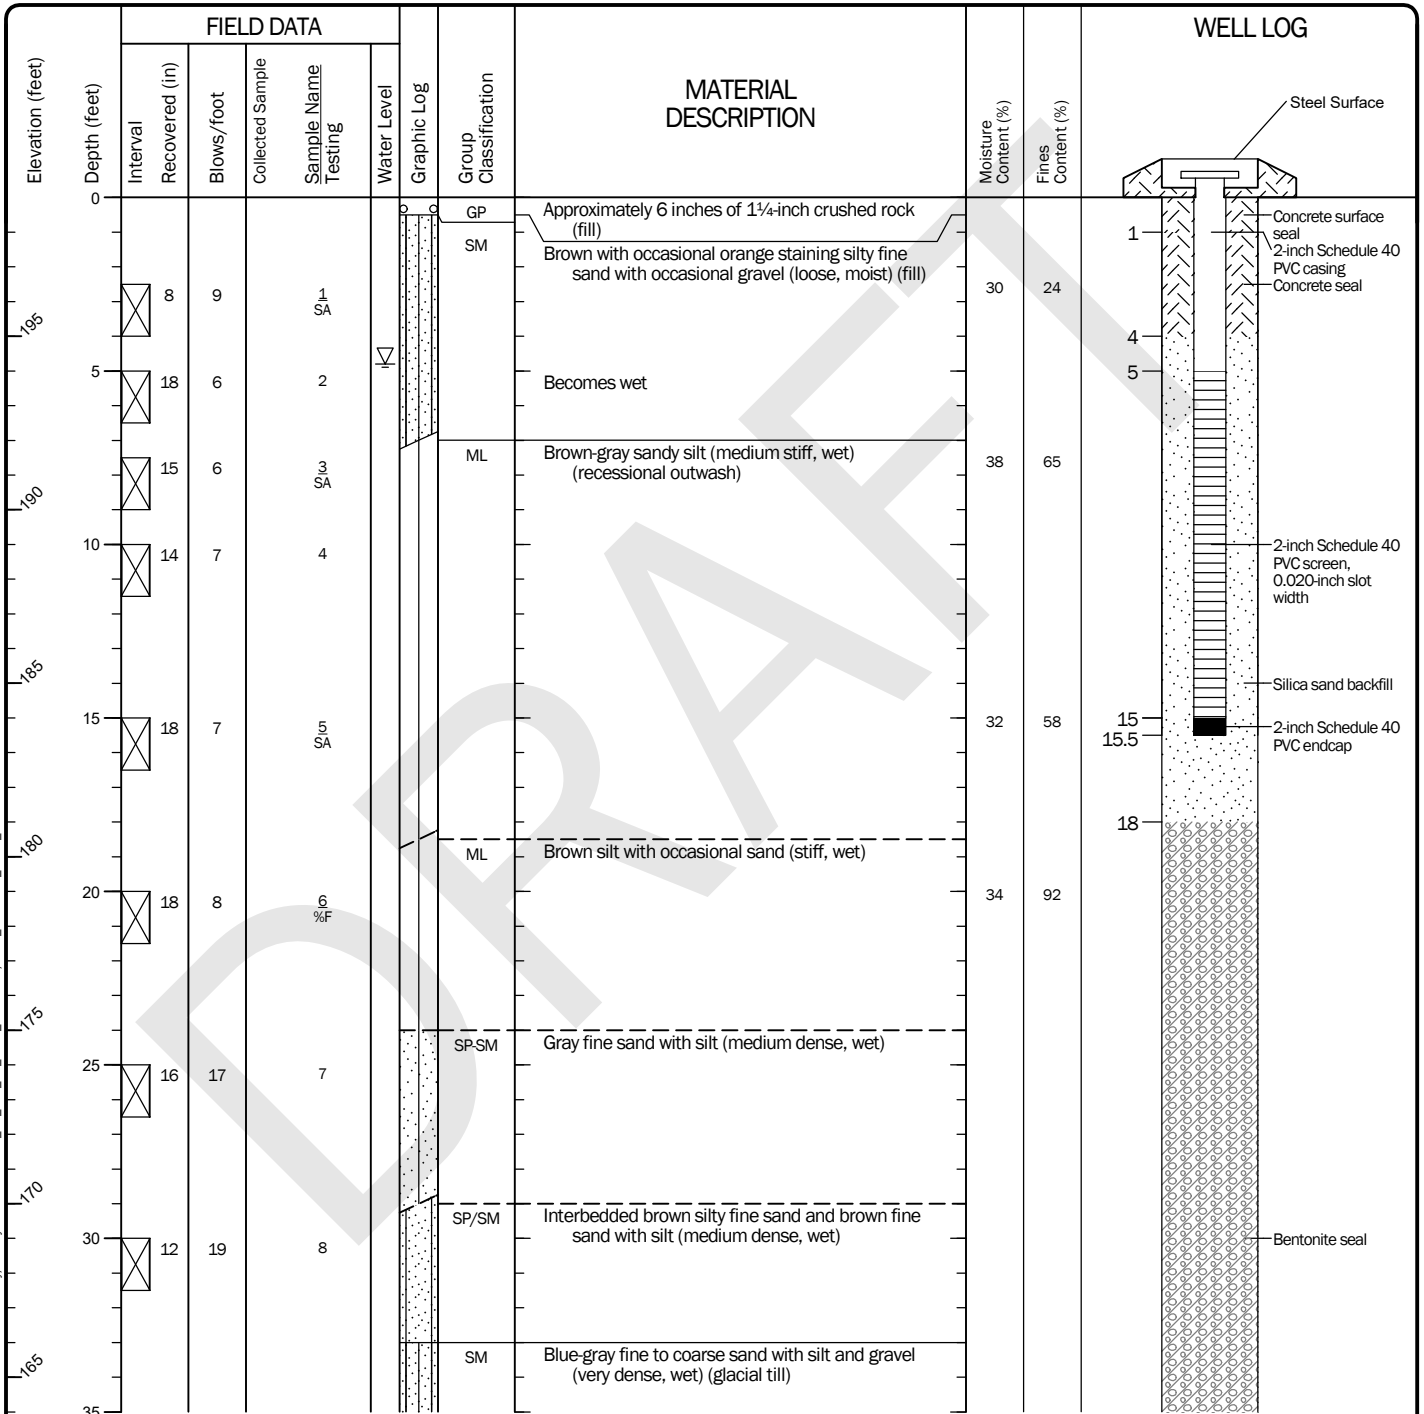 FIELD DATA
WELL LOG
Elevation (feet)
Depth (feet)
Interval
Recovered (in)
Blows/foot
Collected Sample
Sample Name
Testing
Water Level
Graphic Log
Group
Classification
MATERIAL
DESCRIPTION
Moisture
Content (%)
Fines
Content (%)
Steel Surface
0
GP
Approximately 6 inches of 1¼-inch crushed rock
(fill)
Concrete surface
seal
1
SM
Brown with occasional orange staining silty fine
sand with occasional gravel (loose, moist) (fill)
2-inch Schedule 40
PVC casing
Concrete seal
8 9 1 30 24
SA
195
4
5
18 6 2
Becomes wet
5
ML
Brown-gray sandy silt (medium stiff, wet)
(recessional outwash)
15 6 3 38 65
SA
190
10
14 7 4
2-inch Schedule 40
PVC screen,
0.020-inch slot
width
185
Silica sand backfill
15
18 7 5 32 58
SA
15
15.5
2-inch Schedule 40
PVC endcap
18
180
ML
Brown silt with occasional sand (stiff, wet)
20
18 8 6 34 92
%F
175
SP-SM
Gray fine sand with silt (medium dense, wet)
25
16 17 7
170
SP/SM
Interbedded brown silty fine sand and brown fine
sand with silt (medium dense, wet)
30
12 19 8
Bentonite seal
165
SM
Blue-gray fine to coarse sand with silt and gravel
(very dense, wet) (glacial till)
35
DRAFT